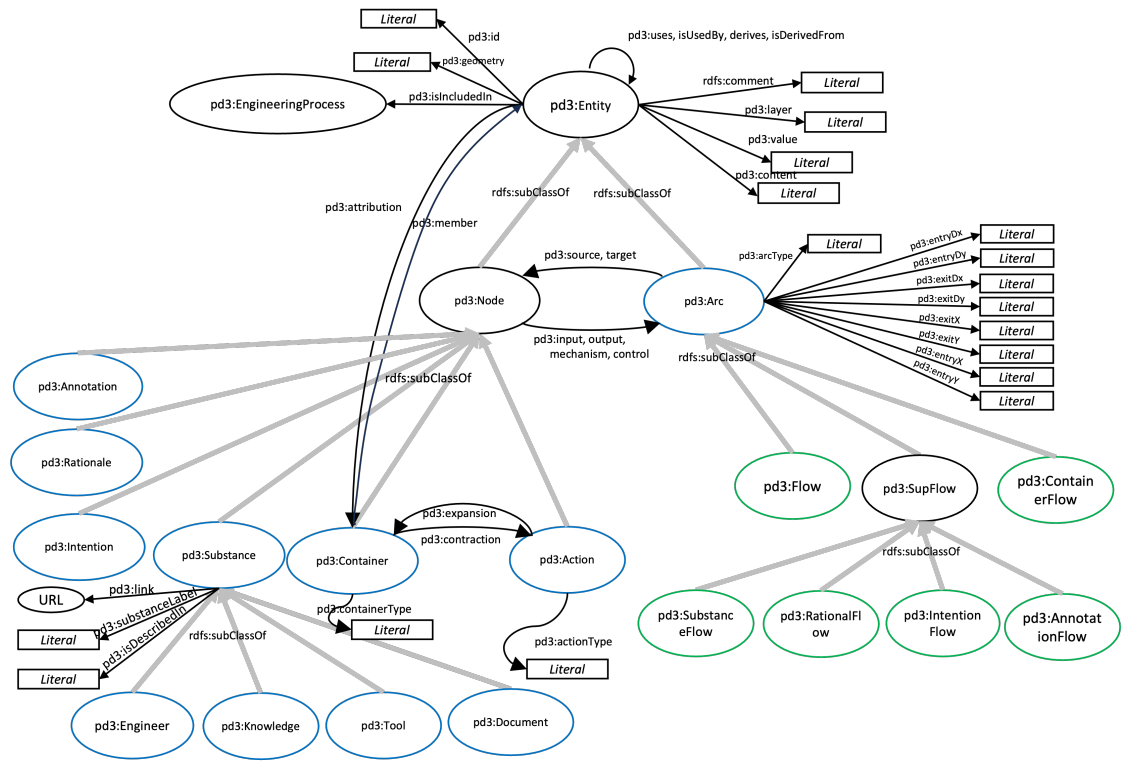 Literal
pd3:id
pd3:uses, isUsedBy, derives, isDerivedFrom
Literal
pd3:geometry
rdfs:comment
Literal
pd3:EngineeringProcess
pd3:isIncludedIn
pd3:Entity
pd3:layer
Literal
pd3:value
Literal
pd3:content
Literal
rdfs:subClassOf
rdfs:subClassOf
pd3:attribution
pd3:member
pd3:arcType
Literal
pd3:entryDx
Literal
pd3:entryDy
Literal
pd3:exitDx
Literal
pd3:exitDy
Literal
pd3:exitX
Literal
pd3:exitY
Literal
pd3:entryX
Literal
pd3:entryY
Literal
pd3:source, target
pd3:Node
pd3:Arc
pd3:input, output,
mechanism, control
rdfs:subClassOf
rdfs:subClassOf
pd3:Annotation
pd3:Rationale
pd3:Intention
pd3:Substance
pd3:Container
pd3:expansion
pd3:contraction
pd3:Action
pd3:Flow
pd3:SupFlow
pd3:Contain
erFlow
rdfs:subClassOf
URL
pd3:link
pd3:substanceLabel
Literal
pd3:isDescribedIn
Literal
rdfs:subClassOf
pd3:containerType
Literal
pd3:actionType
Literal
pd3:Substanc
eFlow
pd3:RationalFl
ow
pd3:Intention
Flow
pd3:Annotat
ionFlow
pd3:Engineer
pd3:Knowledge
pd3:Tool
pd3:Document